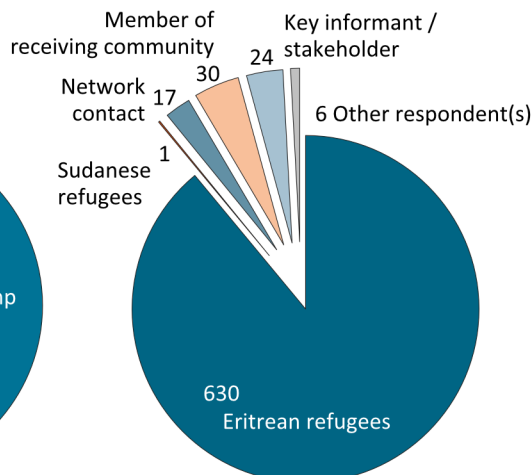 Member of
receiving community
30
24
Key informant /
stakeholder
Network
contact
17
6 Other respondent(s)
1
Sudanese
refugees
630
Eritrean refugees